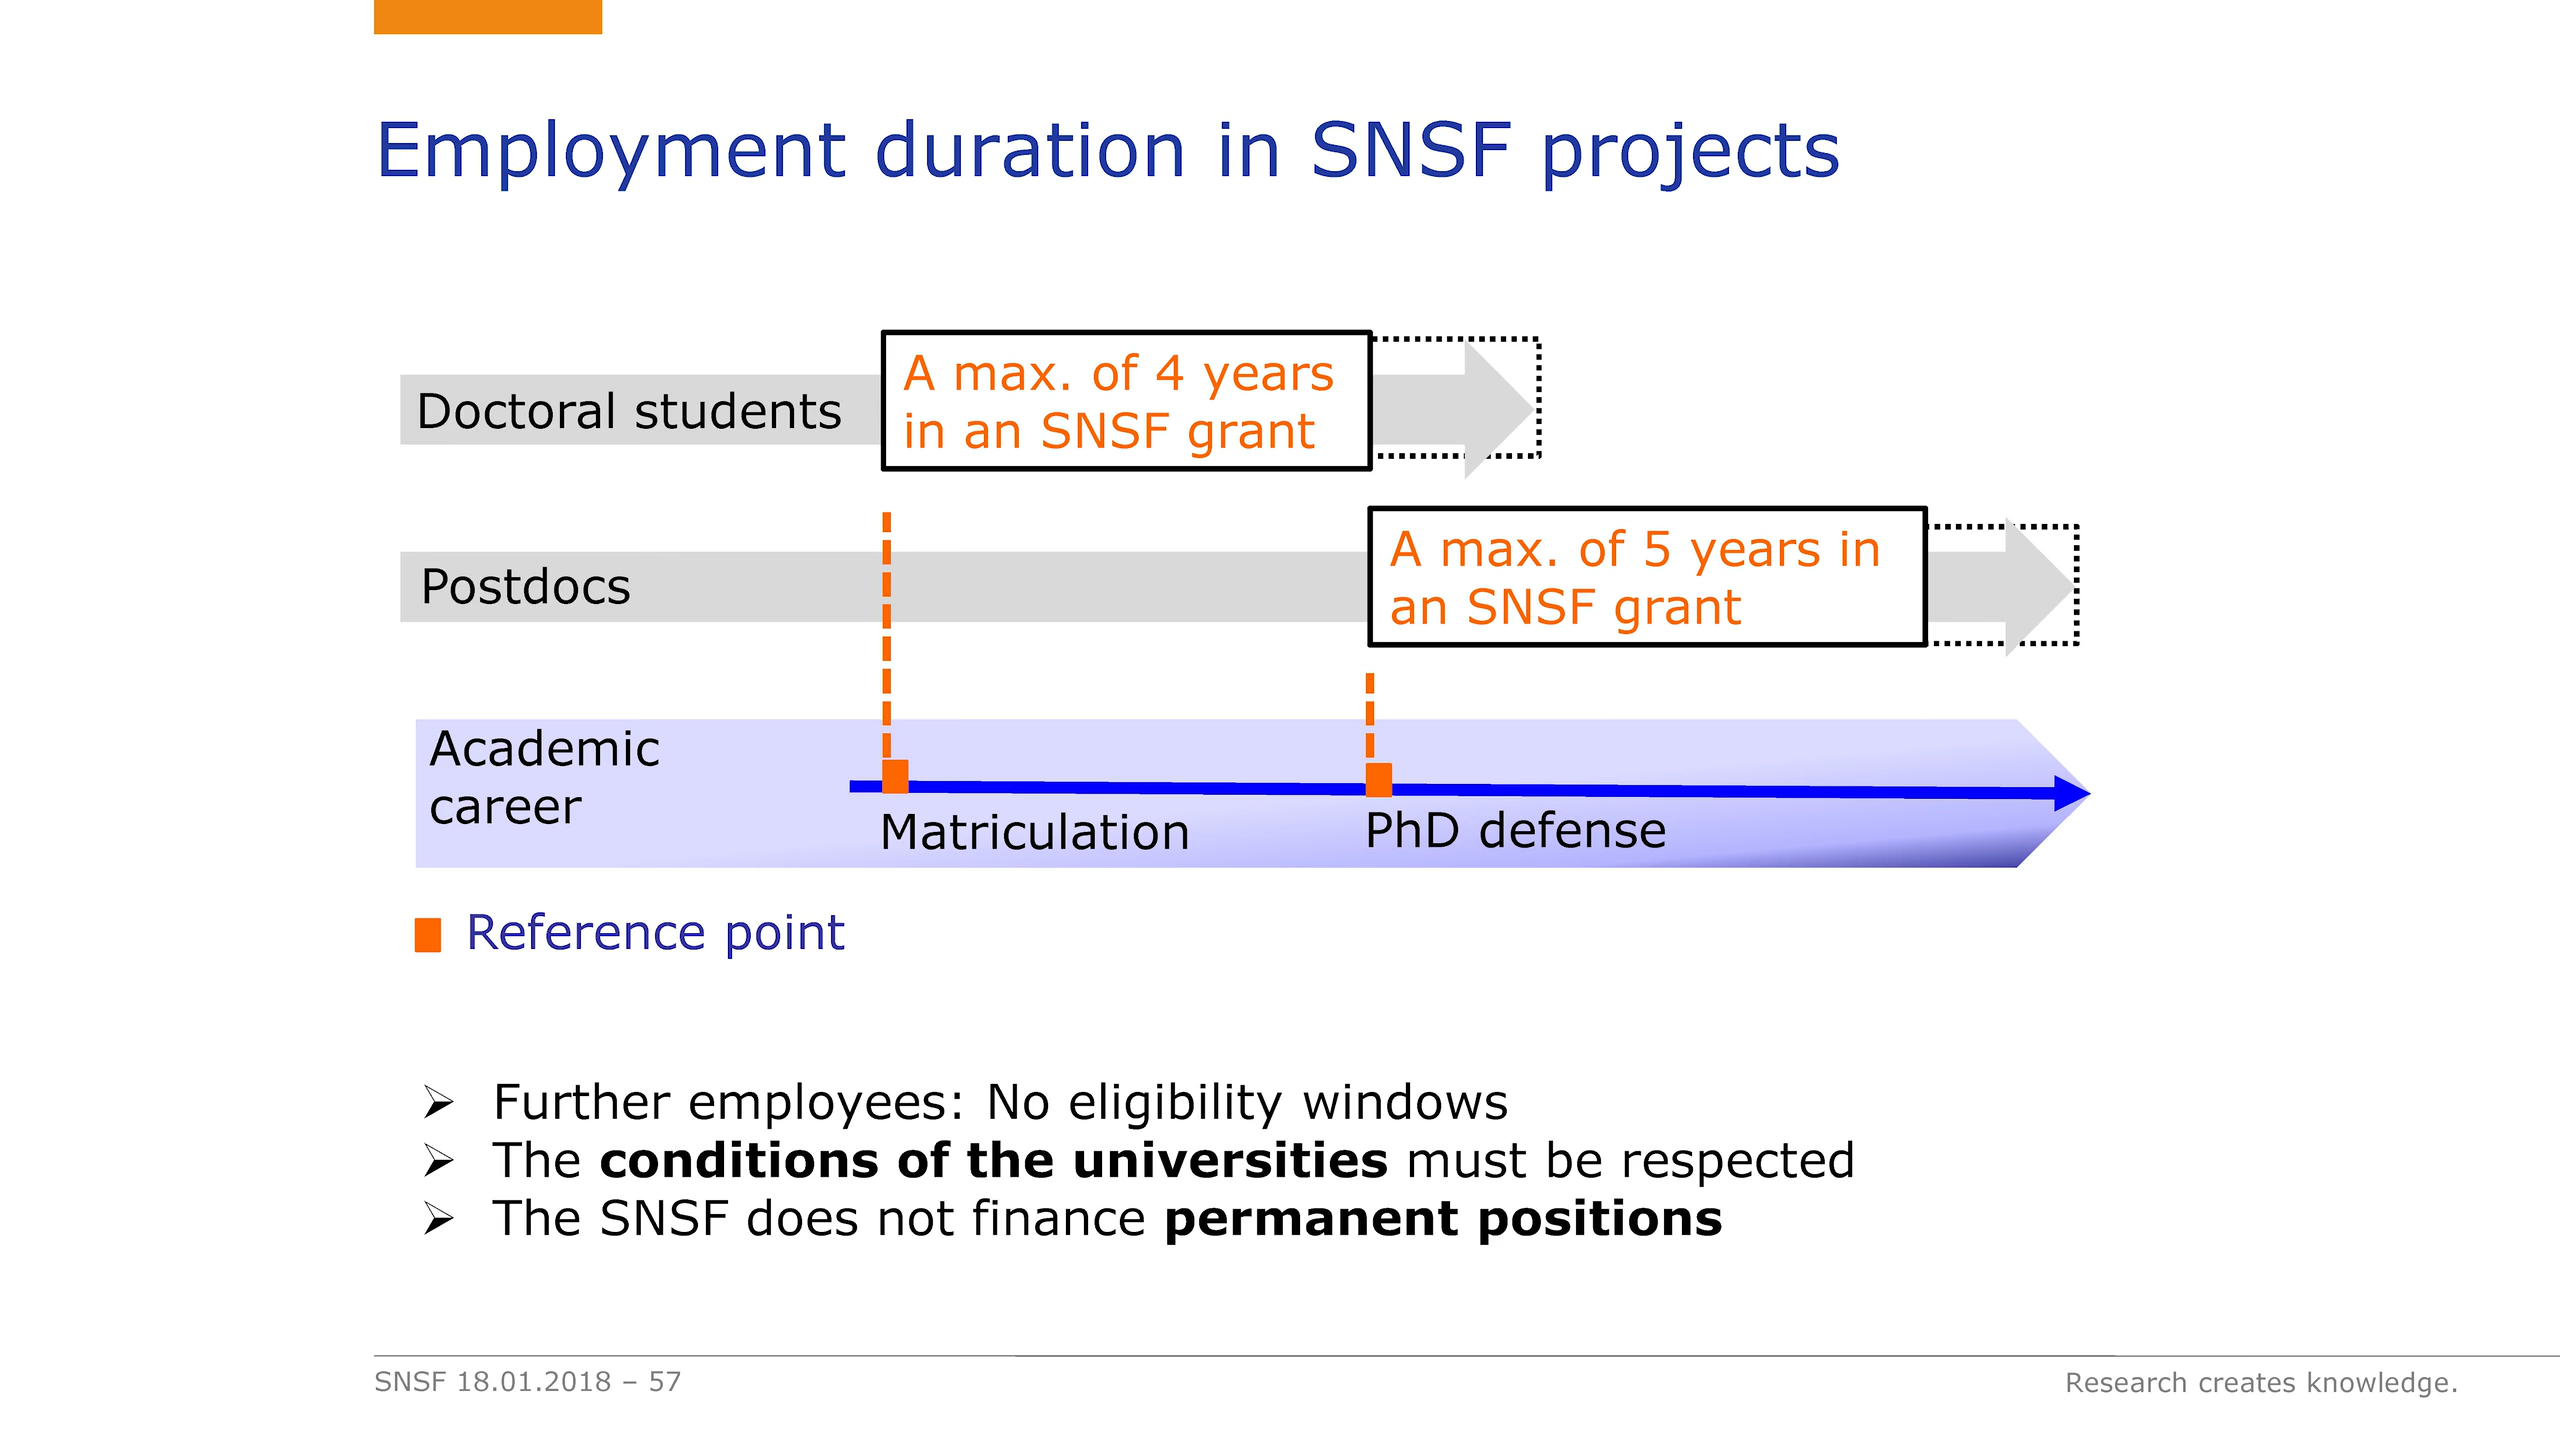 Employment duration in SNSF projects
Doctoral students
A max. of 4 years
in an SNSF grant
Postdocs
A max. of 5 years in
an SNSF grant
Academic
career
Matriculation
PhD defense
Reference point
➢ Further employees: No eligibility windows
➢ The conditions of the universities must be respected
➢ The SNSF does not finance permanent positions
SNSF 18.01.2018 – 57
Research creates knowledge.